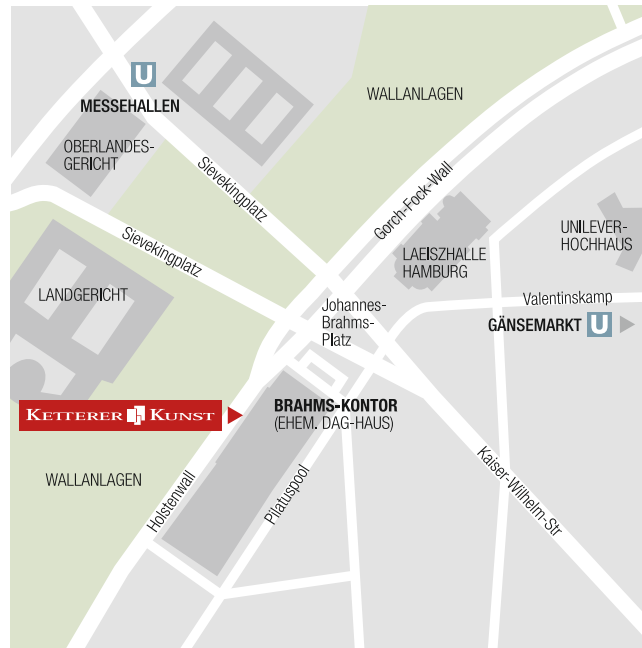 U
MESSEHALLEN
WALLANLAGEN
OBERLANDES-
GERICHT
Sievekingplatz
Gorch-Fock-Wall
Sievekingplatz
UNILEVER-
HOCHHAUS
LAEISZHALLE
HAMBURG
LANDGERICHT
Johannes-
Brahms-
Platz
Valentinskamp
GÄNSEMARKT U
KETTERER KUNST
BRAHMS-KONTOR
(EHEM. DAG-HAUS)
WALLANLAGEN
Holstenwall
Pilatuspool
Kaiser-Wilhelm-Str